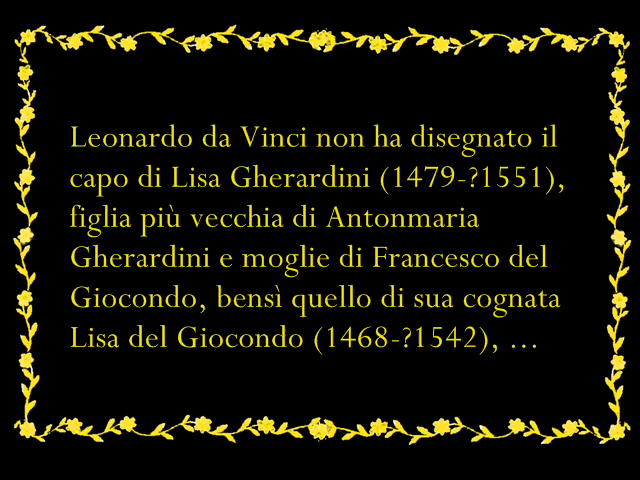 Leonardo da Vinci non ha disegnato il
capo di Lisa Gherardini (1479-?1551),
figlia più vecchia di Antonmaria
Gherardini e moglie di Francesco del
Giocondo, bensì quello di sua cognata
Lisa del Giocondo (1468-?1542), ...